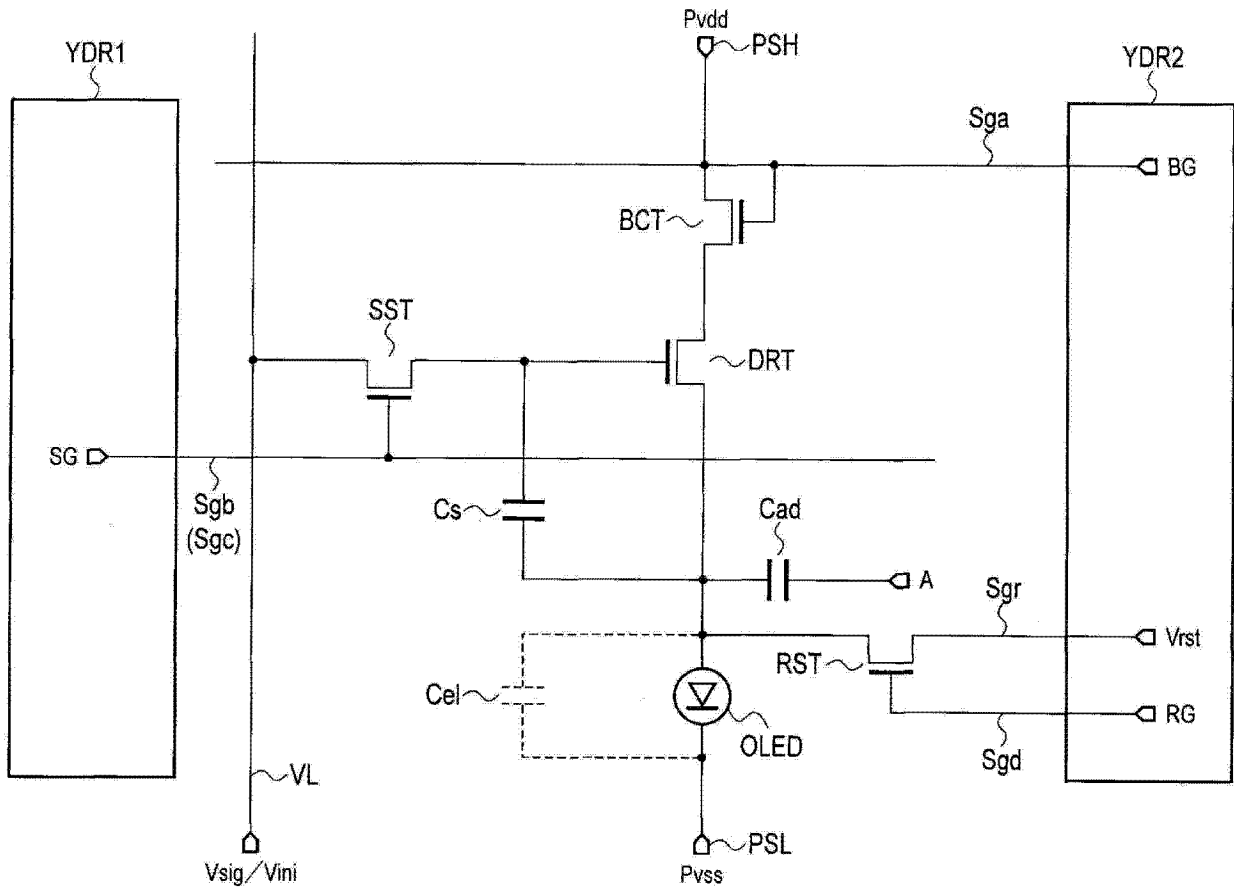 Pvdd
PSH
YDR1
YDR2
Sga
BG
BCT
SST
DRT
SG
Sgb
(Sgc)
Cs
Cad
A
Sgr
Vrst
RST
Cel
OLED
RG
Sgd
VL
PSL
Vsig/Vini
Pvss